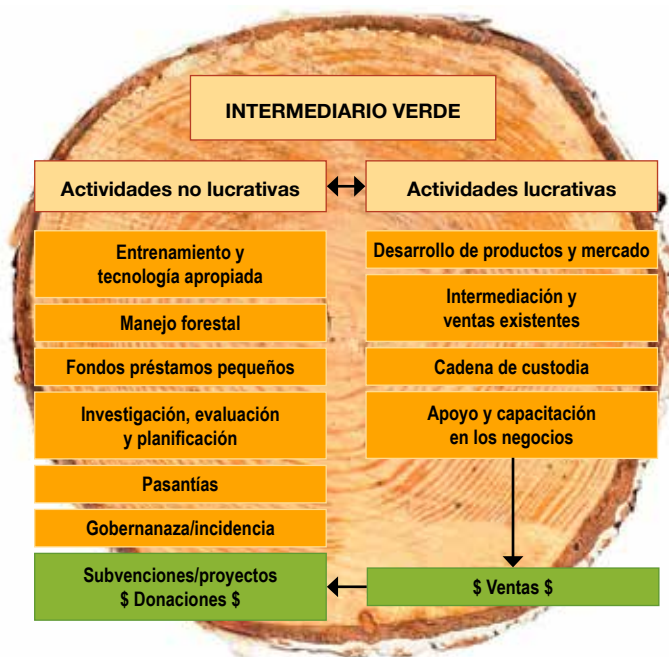 INTERMEDIARIO VERDE
Actividades no lucrativas
Entrenamiento y
tecnología apropiada
Manejo forestal
Fondos préstamos pequeños
Investigación, evaluación
y planificación
Pasantías
Gobernanaza/incidencia
Subvenciones/proyectos
$ Donaciones $
Actividades lucrativas
Desarrollo de productos y mercado
Intermediación y
ventas existentes
Cadena de custodia
Apoyo y capacitación
en los negocios
$ Ventas $